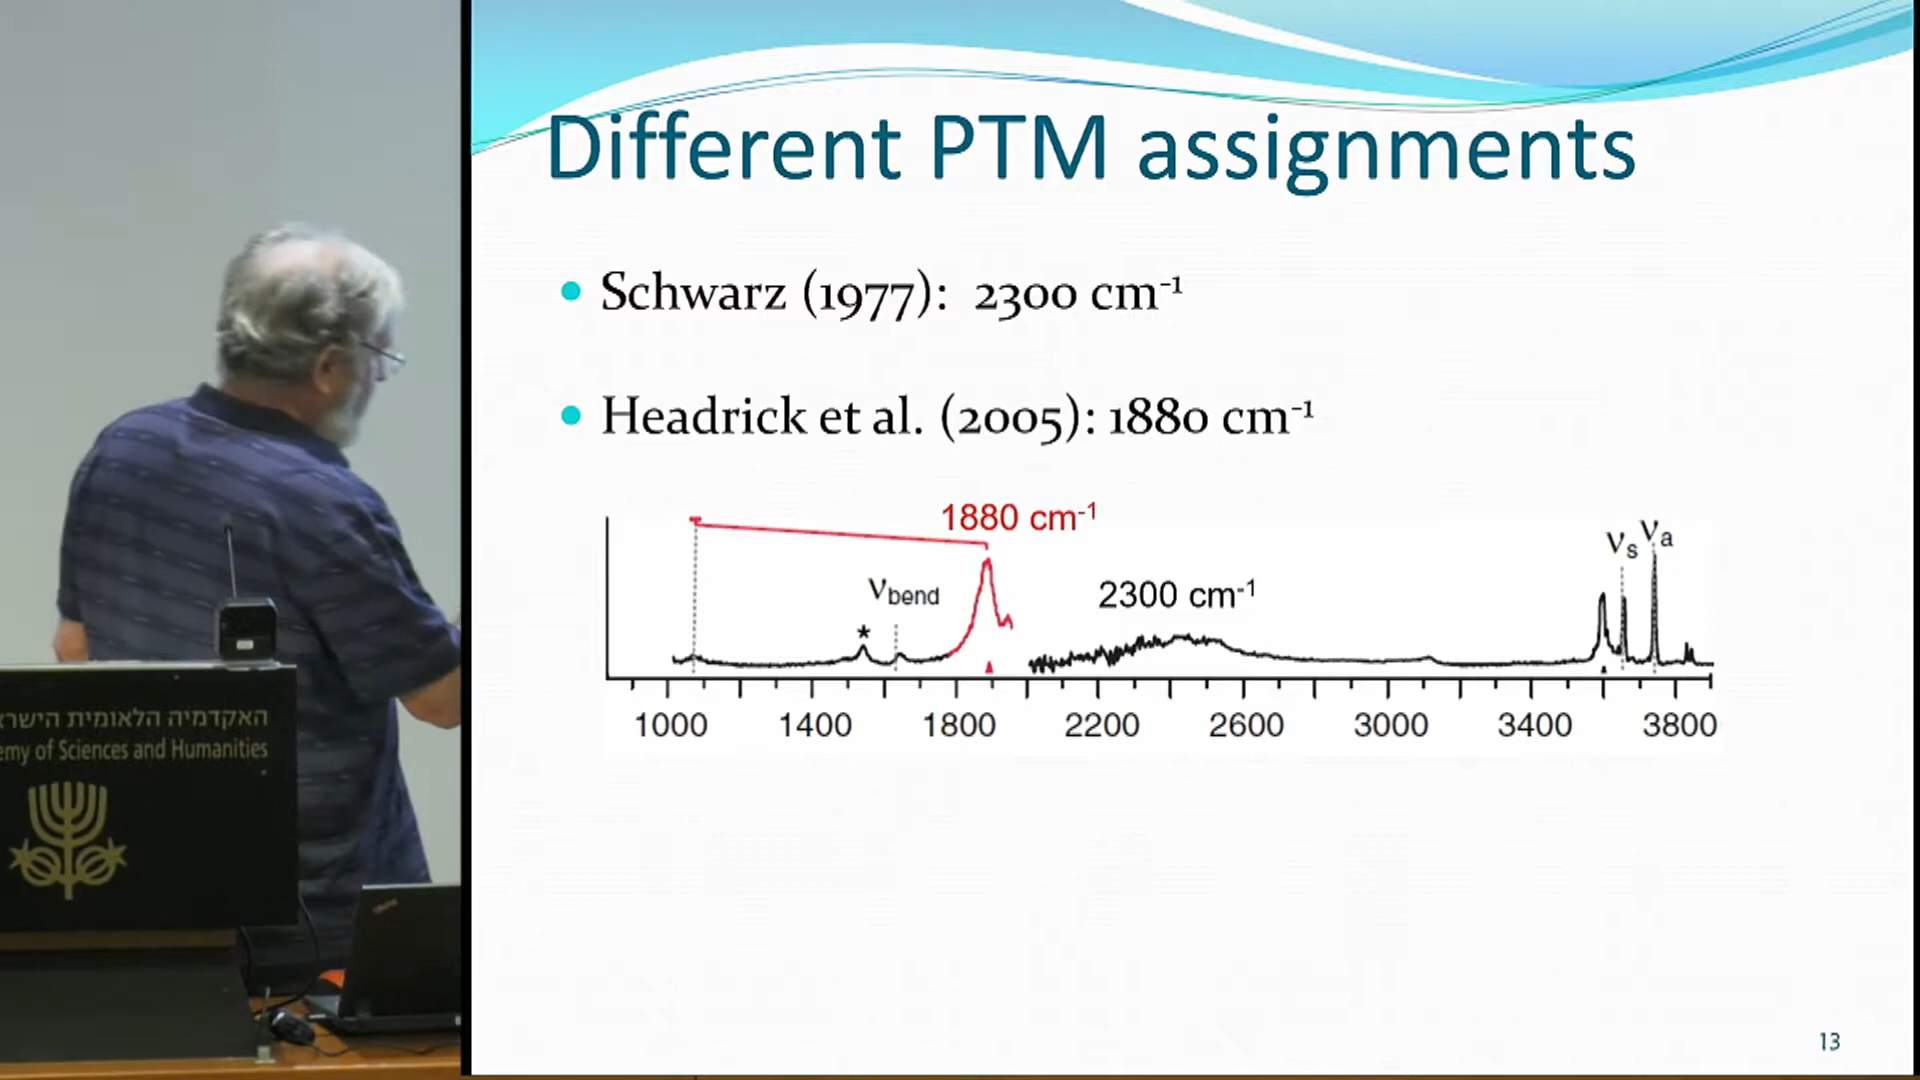 Different PTM assignments
• Schwarz (1977): 2300 cm⁻¹
• Headrick et al. (2005): 1880 cm⁻¹
1880 cm⁻¹
νs νa
νbend
2300 cm⁻¹
*
1000 1400 1800 2200 2600 3000 3400 3800
האקדמיה הלאומית
of Sciences and Humanities
13